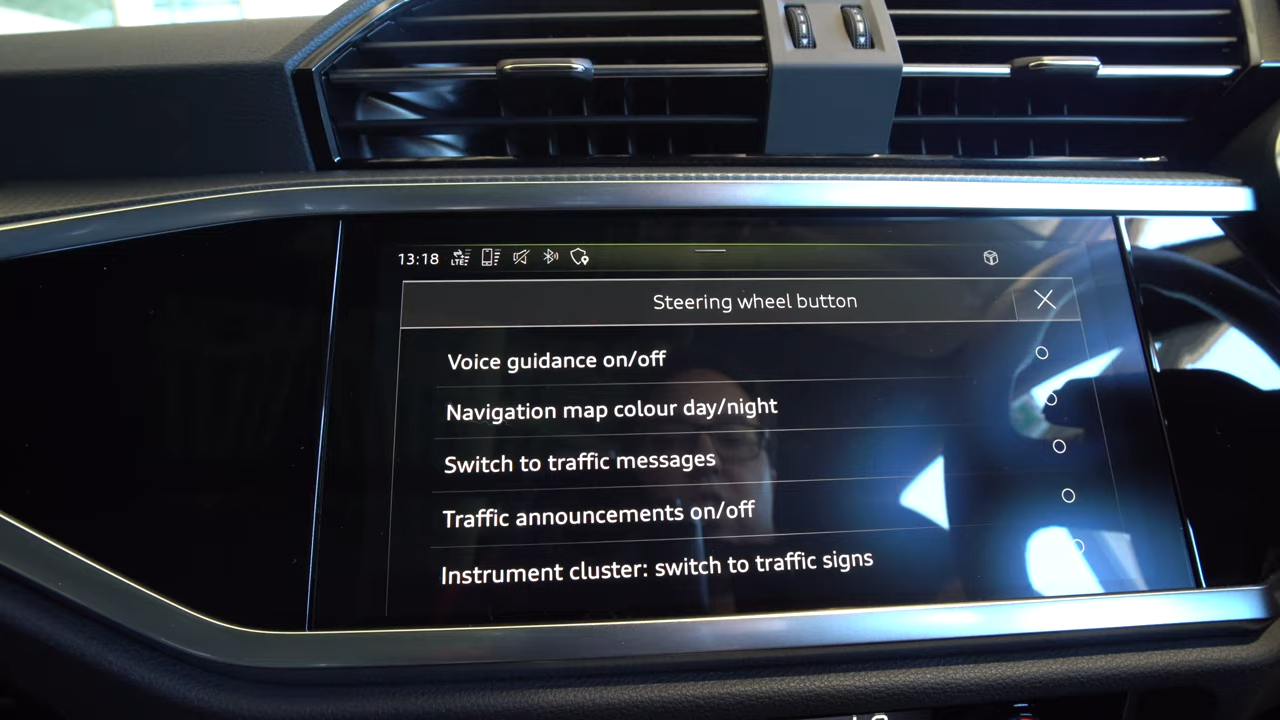 13:18 LTE
Steering wheel button
Voice guidance on/off
Navigation map colour day/night
Switch to traffic messages
Traffic announcements on/off
Instrument cluster: switch to traffic signs